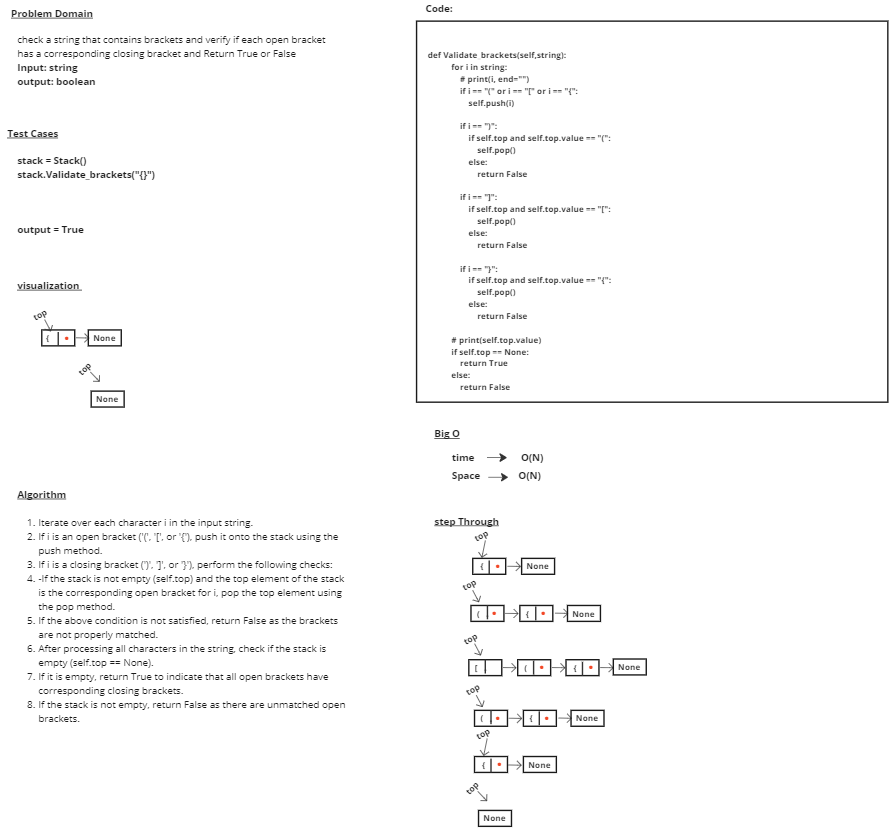 Problem Domain
check a string that contains brackets and verify if each open bracket
has a corresponding closing bracket and Return True or False
Input: string
output: boolean
Test Cases
stack = Stack()
stack.Validate_brackets("{}")
output = True
visualization
top
{ None
top
None
Algorithm
1. Iterate over each character i in the input string.
2. If i is an open bracket ('(', '[', or '{'), push it onto the stack using the
push method.
3. If i is a closing bracket (')', ']', or '}'), perform the following checks:
4. -If the stack is not empty (self.top) and the top element of the stack
is the corresponding open bracket for i, pop the top element using
the pop method.
5. If the above condition is not satisfied, return False as the brackets
are not properly matched.
6. After processing all characters in the string, check if the stack is
empty (self.top == None).
7. If it is empty, return True to indicate that all open brackets have
corresponding closing brackets.
8. If the stack is not empty, return False as there are unmatched open
brackets.
Code:
def Validate_brackets(self,string):
for i in string:
# print(i, end="")
if i == "(" or i == "[" or i == "{":
self.push(i)
if i == ")":
if self.top and self.top.value == "(":
self.pop()
else:
return False
if i == "]":
if self.top and self.top.value == "[":
self.pop()
else:
return False
if i == "}":
if self.top and self.top.value == "{":
self.pop()
else:
return False
# print(self.top.value)
if self.top == None:
return True
else:
return False
Big O
time O(N)
Space O(N)
step Through
top
{ None
top
( { None
top
[ ( { None
top
( { None
top
{ None
top
None